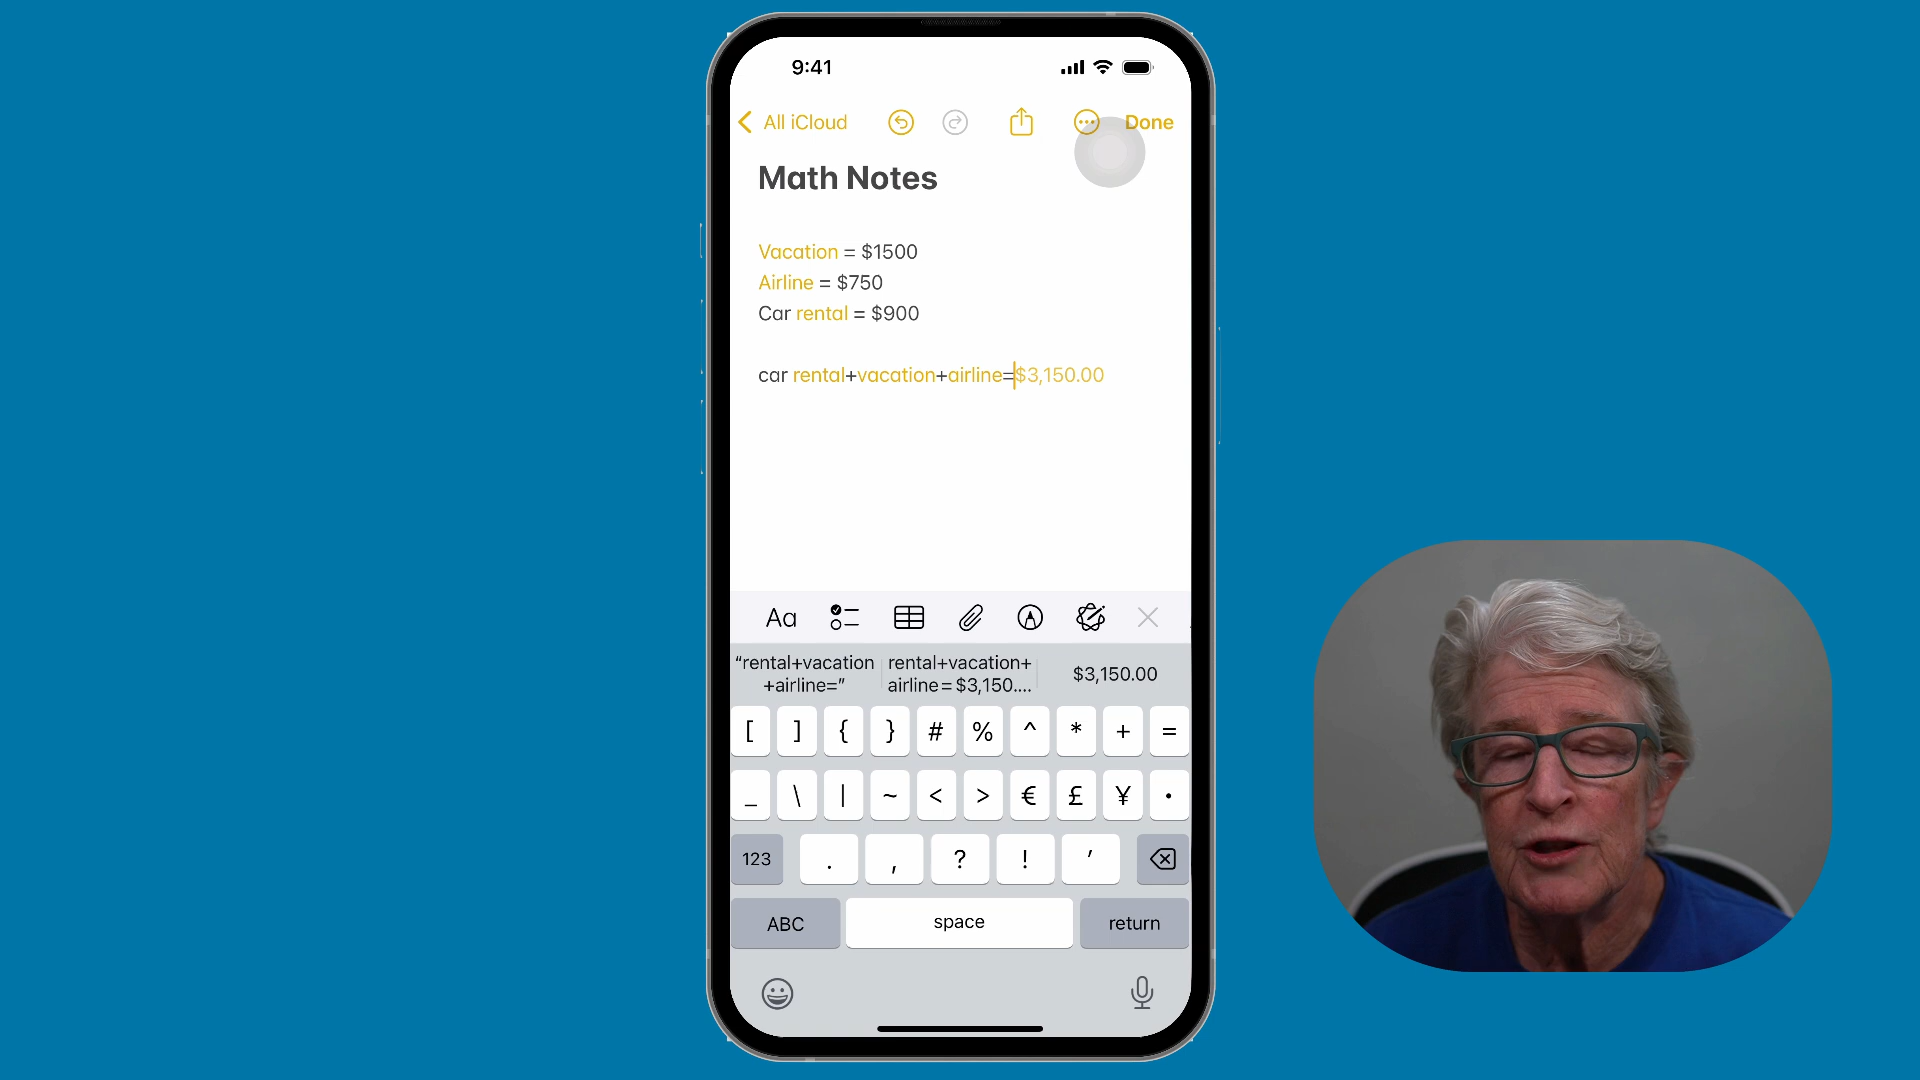 9:41
All iCloud
Done
Math Notes
Vacation = $1500
Airline = $750
Car rental = $900
car rental+vacation+airline=$3,150.00
Aa
“rental+vacation
+airline=”
rental+vacation+
airline=$3,150....
$3,150.00
[ ] { } # % ^ * + =
_ \ | ~ < > € £ ¥ •
123 . , ? ! ′
ABC space return